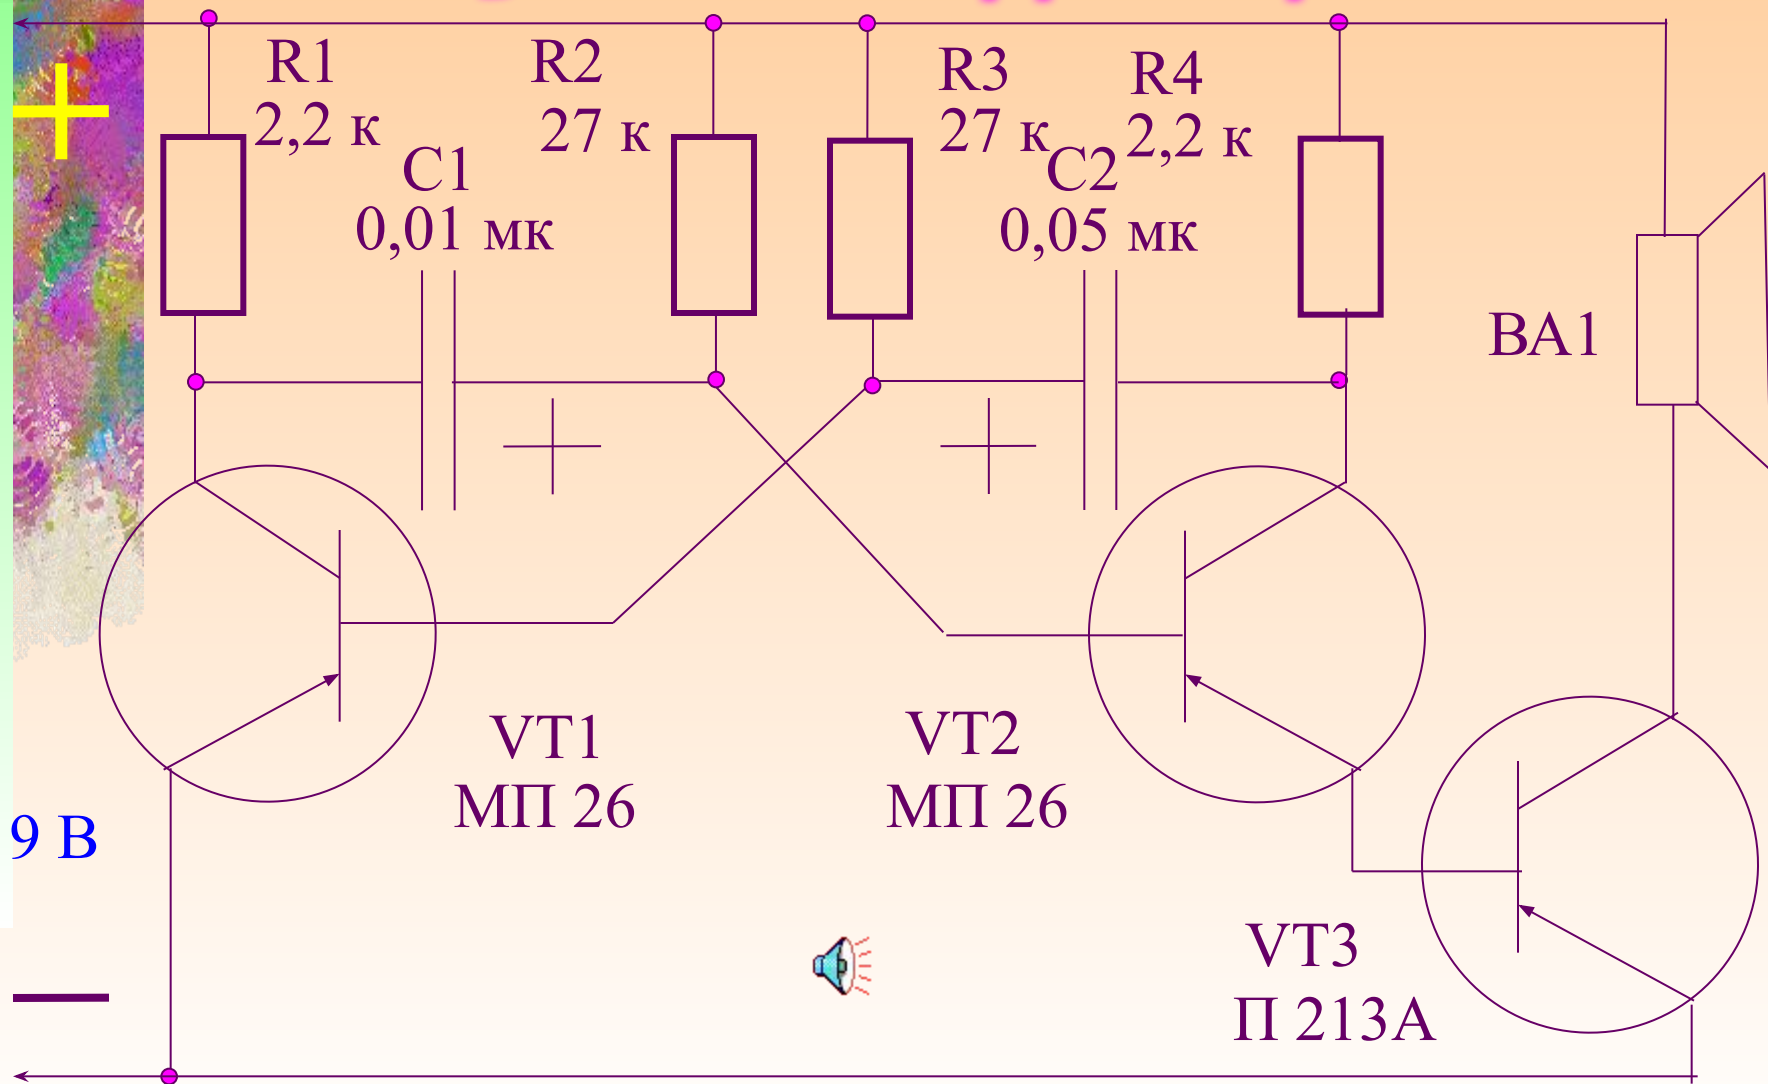 R1
2,2 к
R2
27 к
R3
27 к
R4
2,2 к
C1
0,01 мк
C2
0,05 мк
BA1
+
+
+
VT1
МП 26
VT2
МП 26
9 В
VT3
П 213А
—